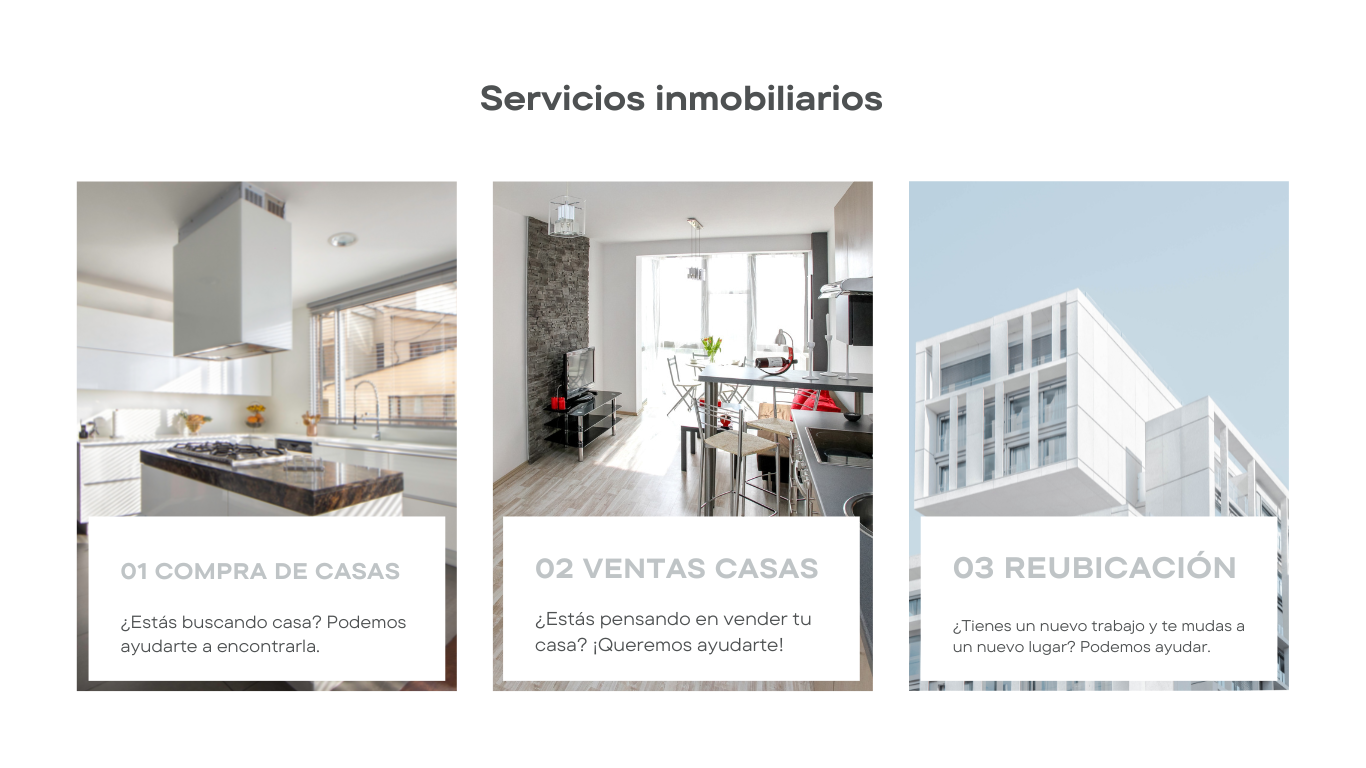 Servicios inmobiliarios
01 COMPRA DE CASAS
¿Estás buscando casa? Podemos
ayudarte a encontrarla.
02 VENTAS CASAS
¿Estás pensando en vender tu
casa? ¡Queremos ayudarte!
03 REUBICACIÓN
¿Tienes un nuevo trabajo y te mudas a
un nuevo lugar? Podemos ayudar.